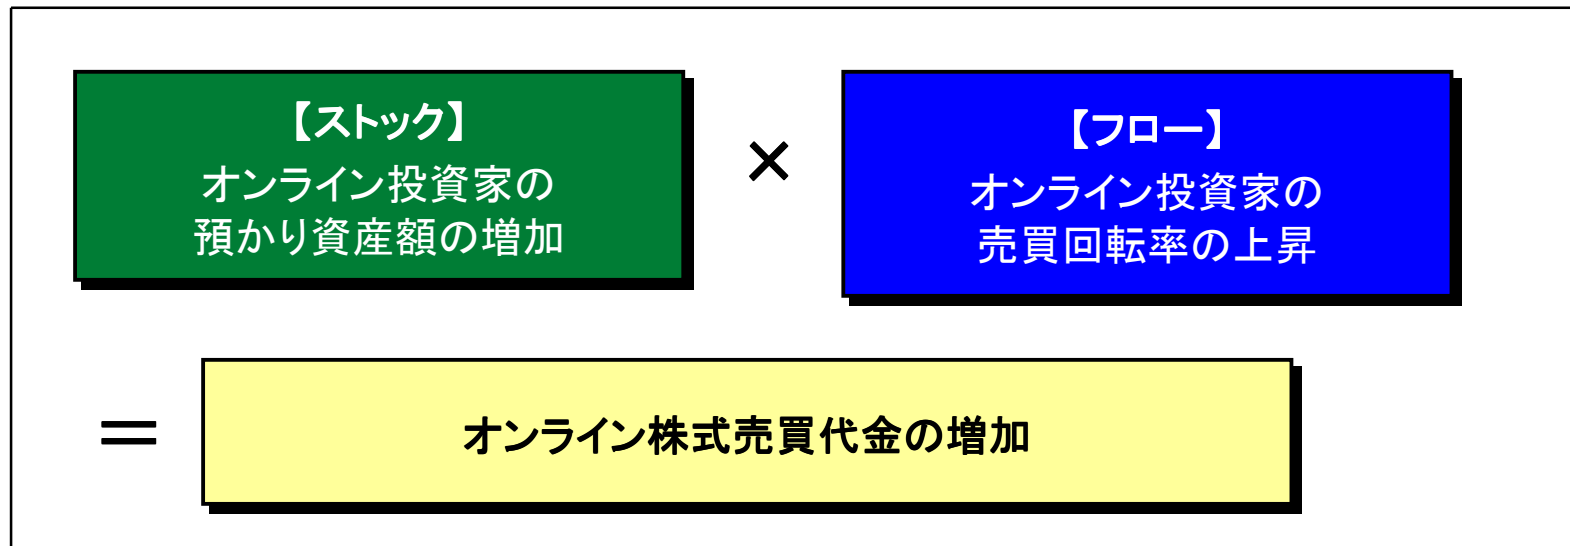 【ストック】
オンライン投資家の
預かり資産額の増加
×
【フロー】
オンライン投資家の
売買回転率の上昇
＝
オンライン株式売買代金の増加